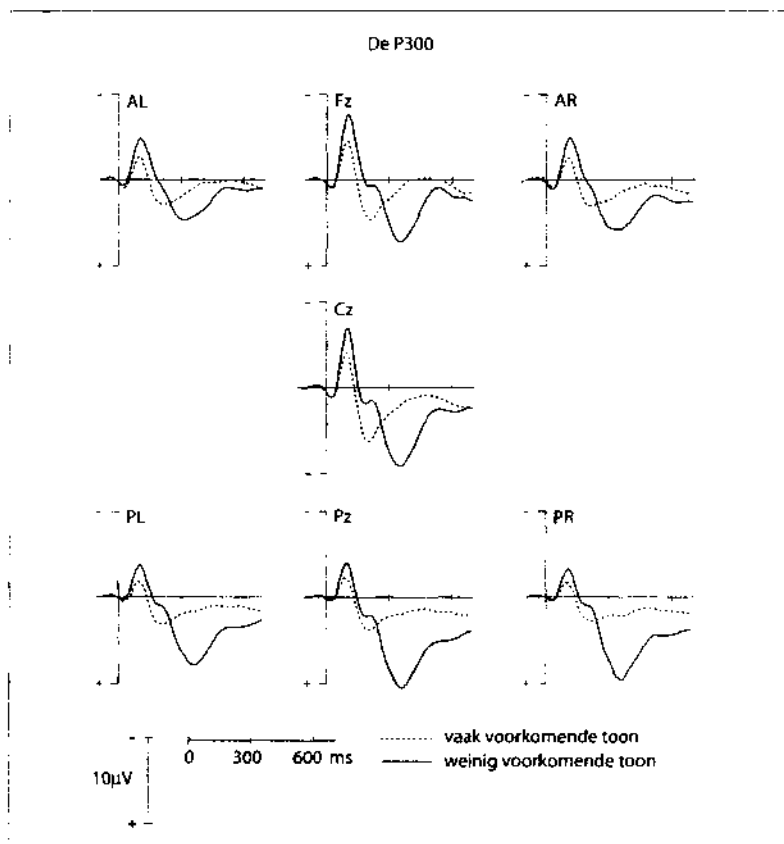 De P300
AL
Fz
AR
Cz
PL
Pz
PR
0 300 600 ms
10µV
vaak voorkomende toon
weinig voorkomende toon